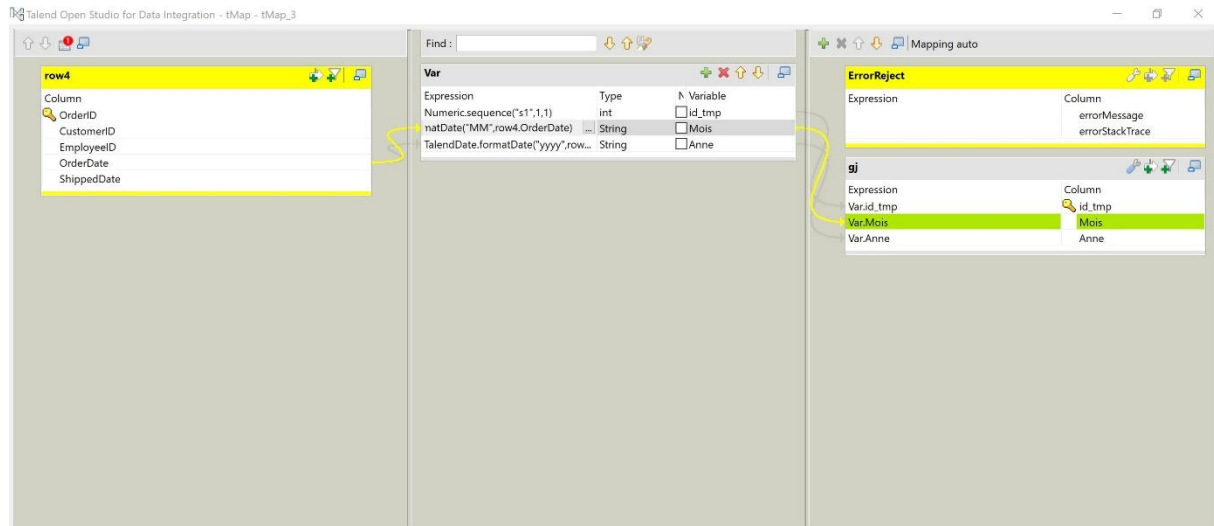 Talend Open Studio for Data Integration - tMap - tMap_3
Find :
Mapping auto
row4
Column
OrderID
CustomerID
EmployeeID
OrderDate
ShippedDate
Var
Expression Type N Variable
Numeric.sequence("s1",1,1) int id_tmp
natDate("MM",row4.OrderDate) ... String Mois
TalendDate.formatDate("yyyy",row... String Anne
ErrorReject
Expression Column
errorMessage
errorStackTrace
gj
Expression Column
Var.id_tmp id_tmp
Var.Mois Mois
Var.Anne Anne